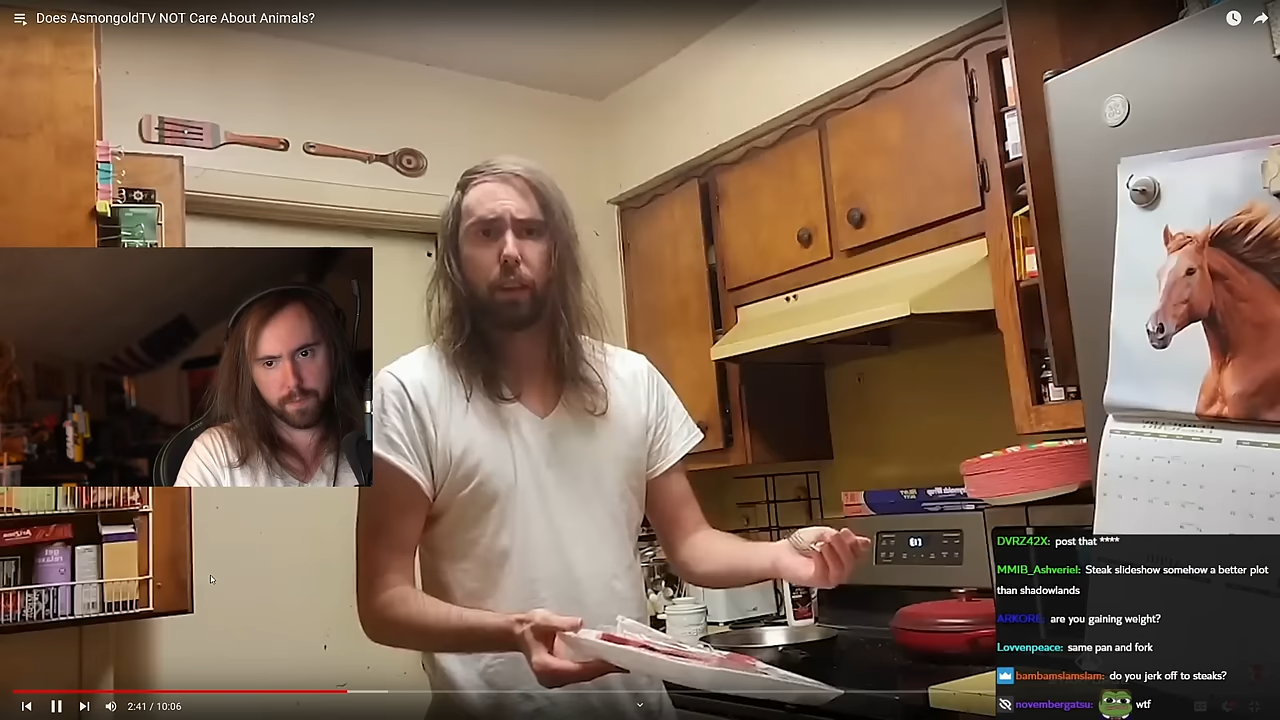 Does AsmongoldTV NOT Care About Animals?
DVRZ42X: post that ****
MMIB_Ashveriel: Steak slideshow somehow a better plot
than shadowlands
ARKORE: are you gaining weight?
Lovvenpeace: same pan and fork
bambamslamslam: do you jerk off to steaks?
novembergatsu: wtf
2:41 / 10:06